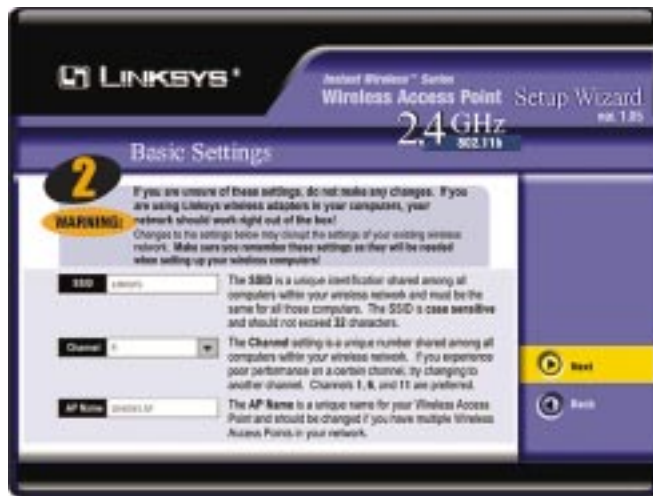 LINKSYS®
Instant Wireless™ Series
Wireless Access Point Setup Wizard
ver. 1.05
2.4 GHz
802.11b
2 Basic Settings
WARNING:
If you are unsure of these settings, do not make any changes. If you
are using Linksys wireless adapters in your computers, your
network should work right out of the box!
Changes to the settings below may disrupt the settings of your existing wireless
network. Make sure you remember these settings as they will be needed
when setting up your wireless computers!
SSID
The SSID is a unique identification shared among all
computers within your wireless network and must be the
same for all those computers. The SSID is case sensitive
and should not exceed 32 characters.
Channel
The Channel setting is a unique number shared among all
computers within your wireless network. If you experience
poor performance on a certain channel, try changing to
another channel. Channels 1, 6, and 11 are preferred.
AP Name
The AP Name is a unique name for your Wireless Access
Point and should be changed if you have multiple Wireless
Access Points in your network.
Next
Back